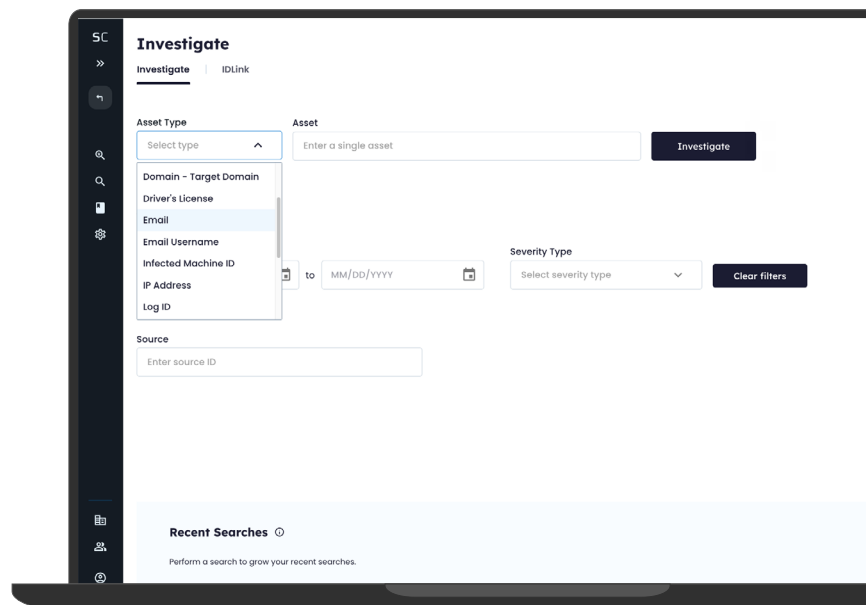 SC
Investigate
Investigate
IDLink
Asset Type
Asset
Select type
Enter a single asset
Investigate
Domain - Target Domain
Driver's License
Email
Email Username
Infected Machine ID
IP Address
Log ID
to
MM/DD/YYYY
Severity Type
Select severity type
Clear filters
Source
Enter source ID
Recent Searches
Perform a search to grow your recent searches.